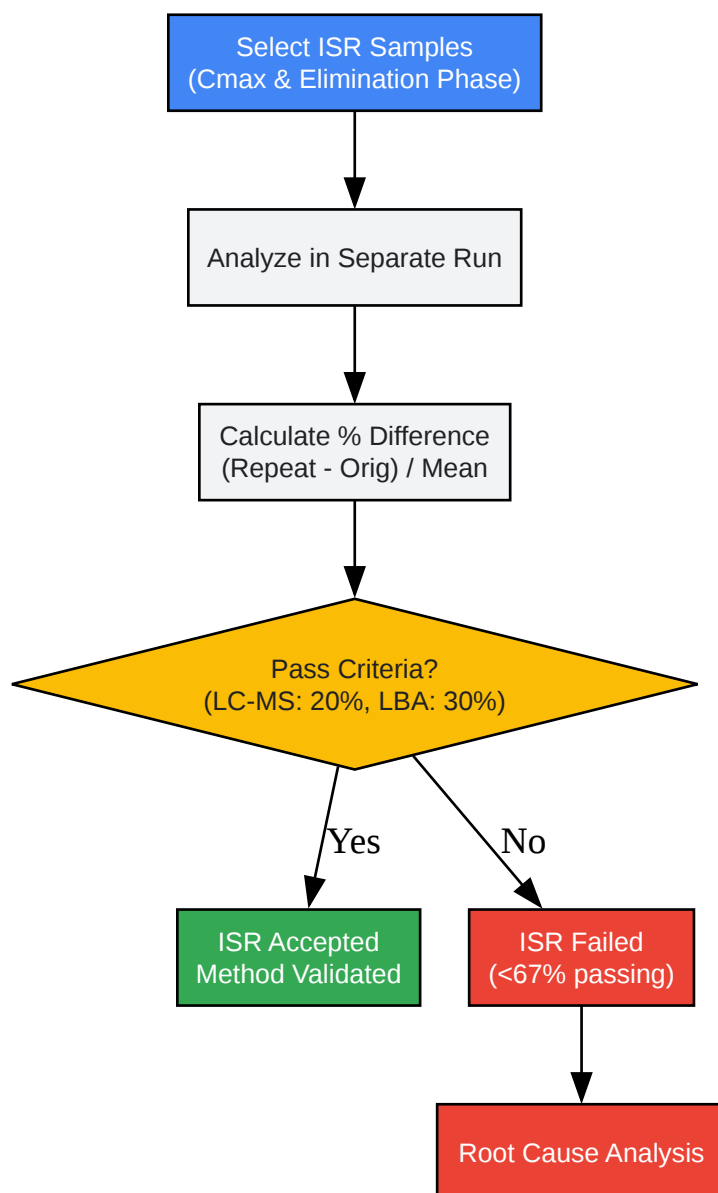 Select ISR Samples
(Cmax & Elimination Phase)
Analyze in Separate Run
Calculate % Difference
(Repeat - Orig) / Mean
Pass Criteria?
(LC-MS: 20%, LBA: 30%)
Yes
No
ISR Accepted
Method Validated
ISR Failed
(<67% passing)
Root Cause Analysis